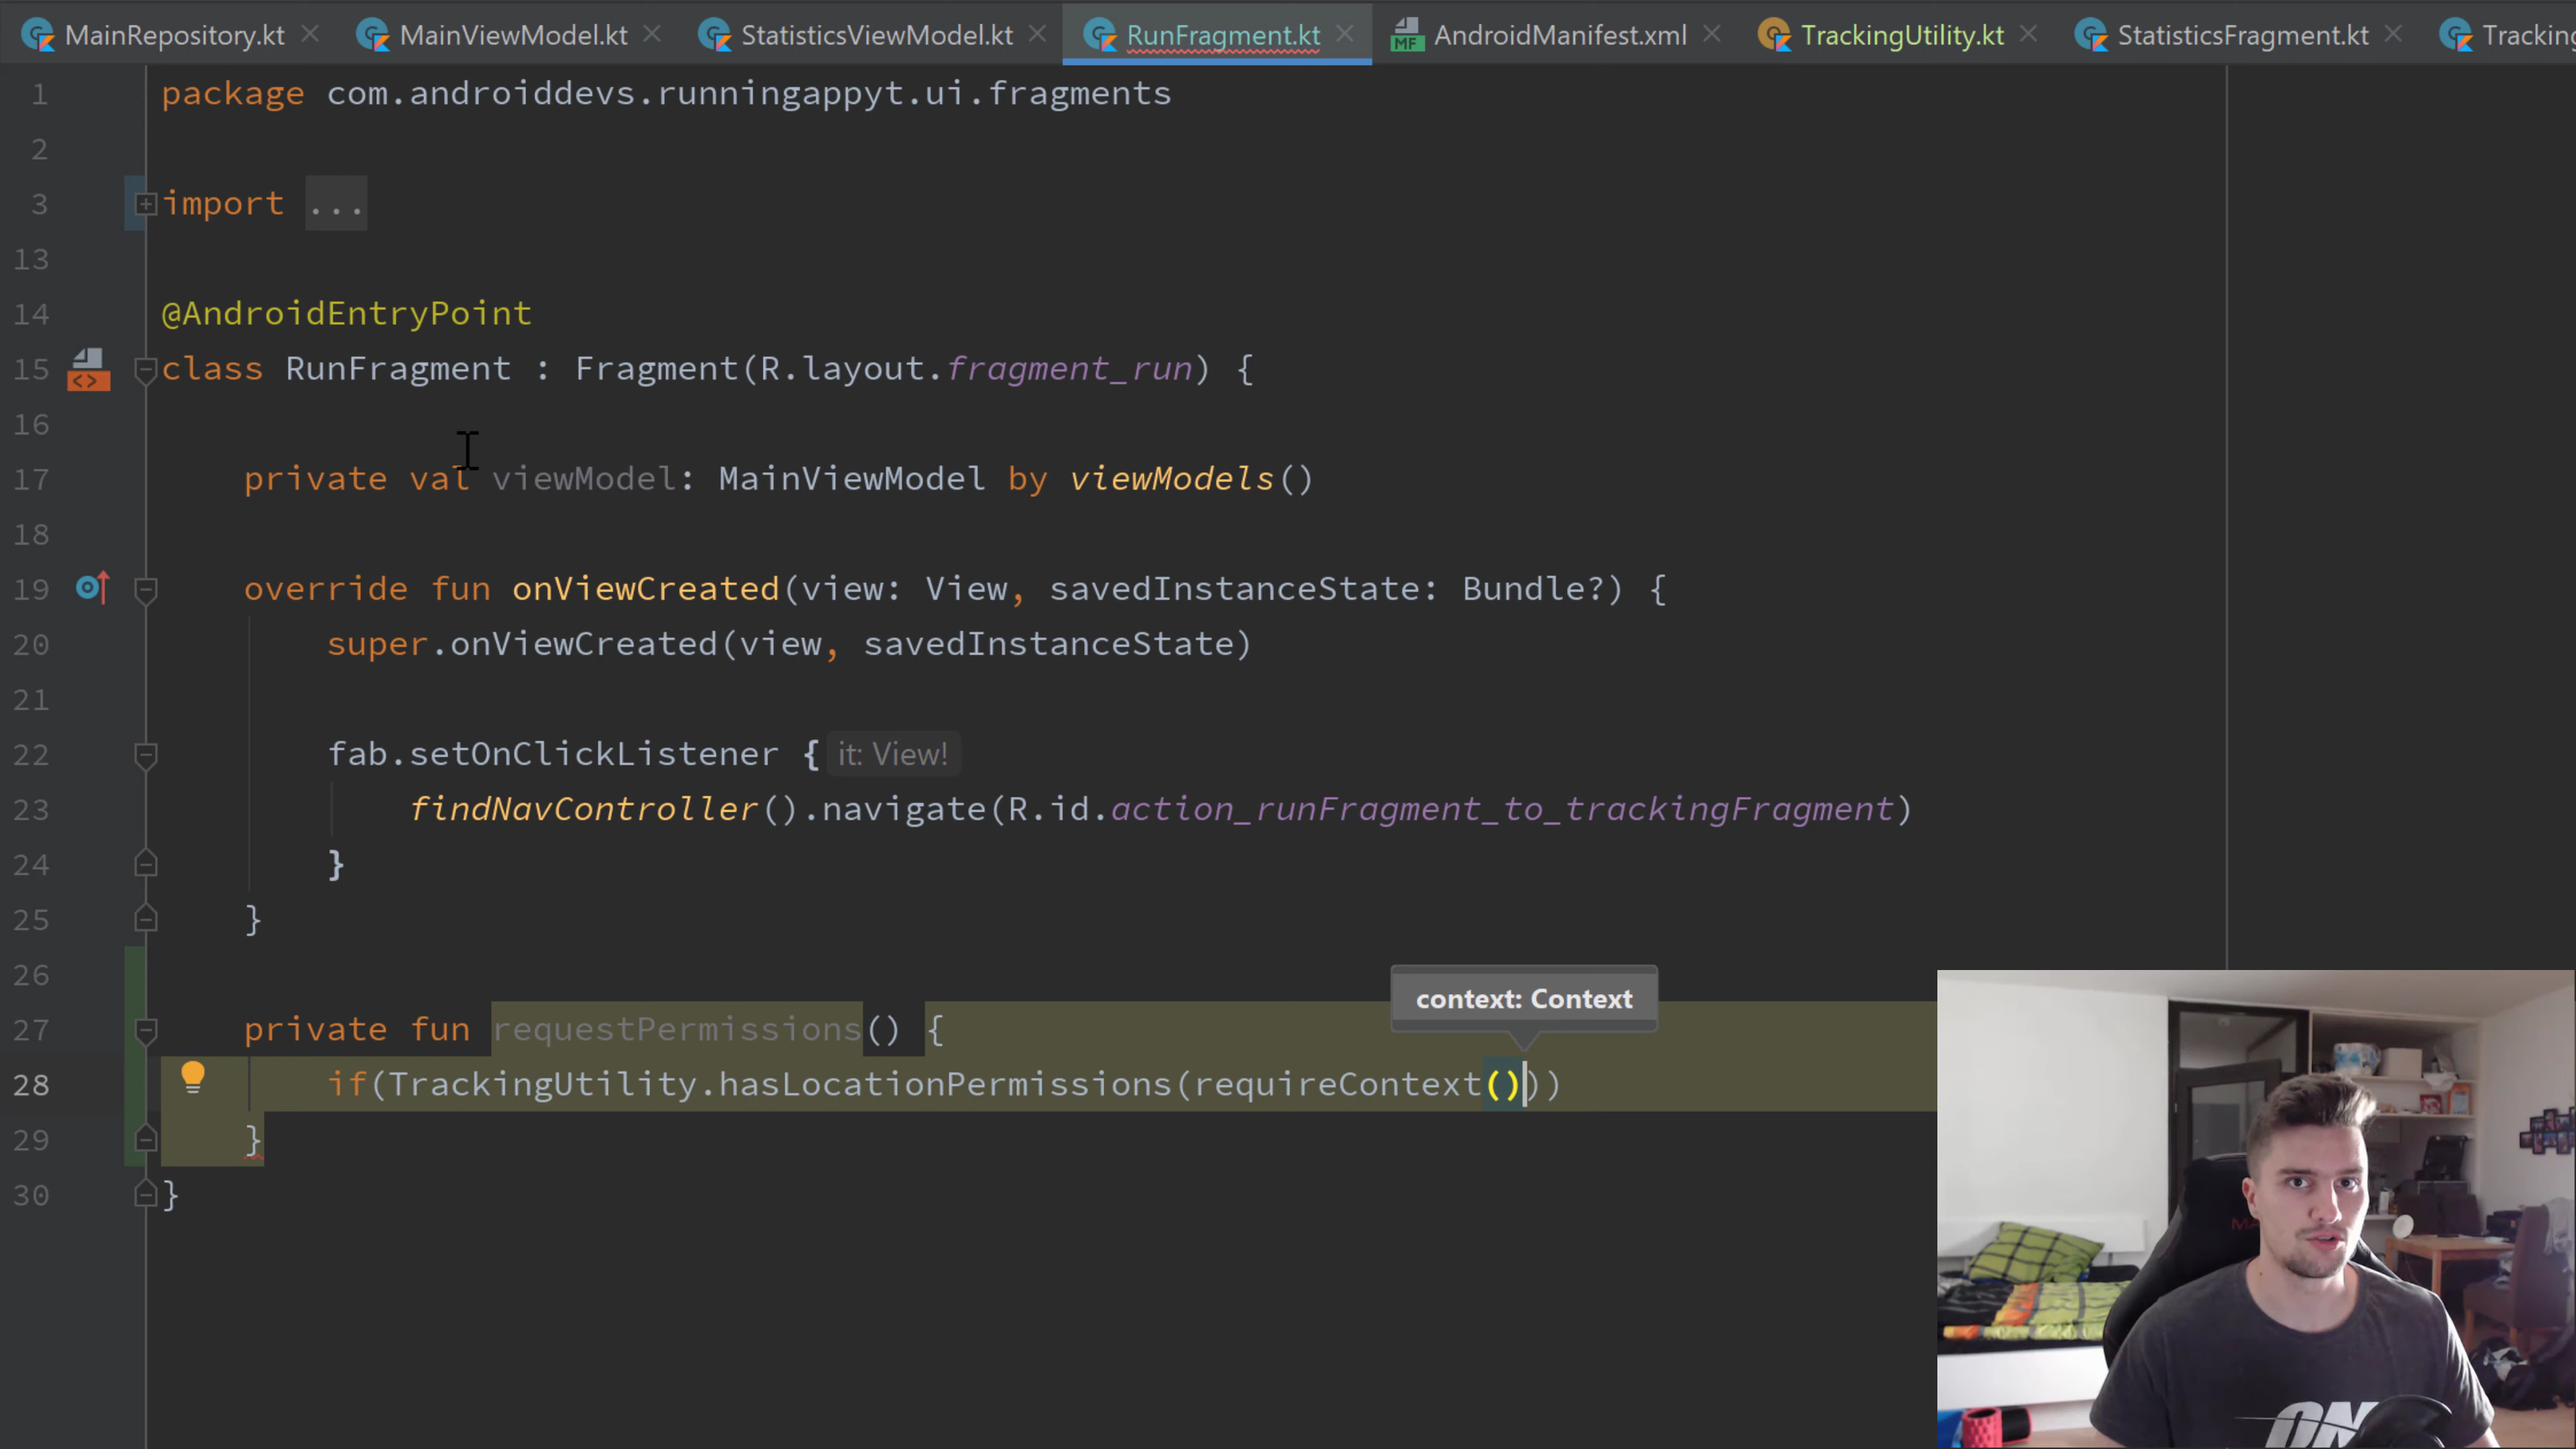 MainRepository.kt MainViewModel.kt StatisticsViewModel.kt RunFragment.kt AndroidManifest.xml TrackingUtility.kt StatisticsFragment.kt Tracking
1 package com.androiddevs.runningappyt.ui.fragments
2
3 import ...
13
14 @AndroidEntryPoint
15 class RunFragment : Fragment(R.layout.fragment_run) {
16
17 private val viewModel: MainViewModel by viewModels()
18
19 override fun onViewCreated(view: View, savedInstanceState: Bundle?) {
20 super.onViewCreated(view, savedInstanceState)
21
22 fab.setOnClickListener { it: View!
23 findNavController().navigate(R.id.action_runFragment_to_trackingFragment)
24 }
25 }
26
context: Context
27 private fun requestPermissions() {
28 if(TrackingUtility.hasLocationPermissions(requireContext()))
29 }
30 }
ON